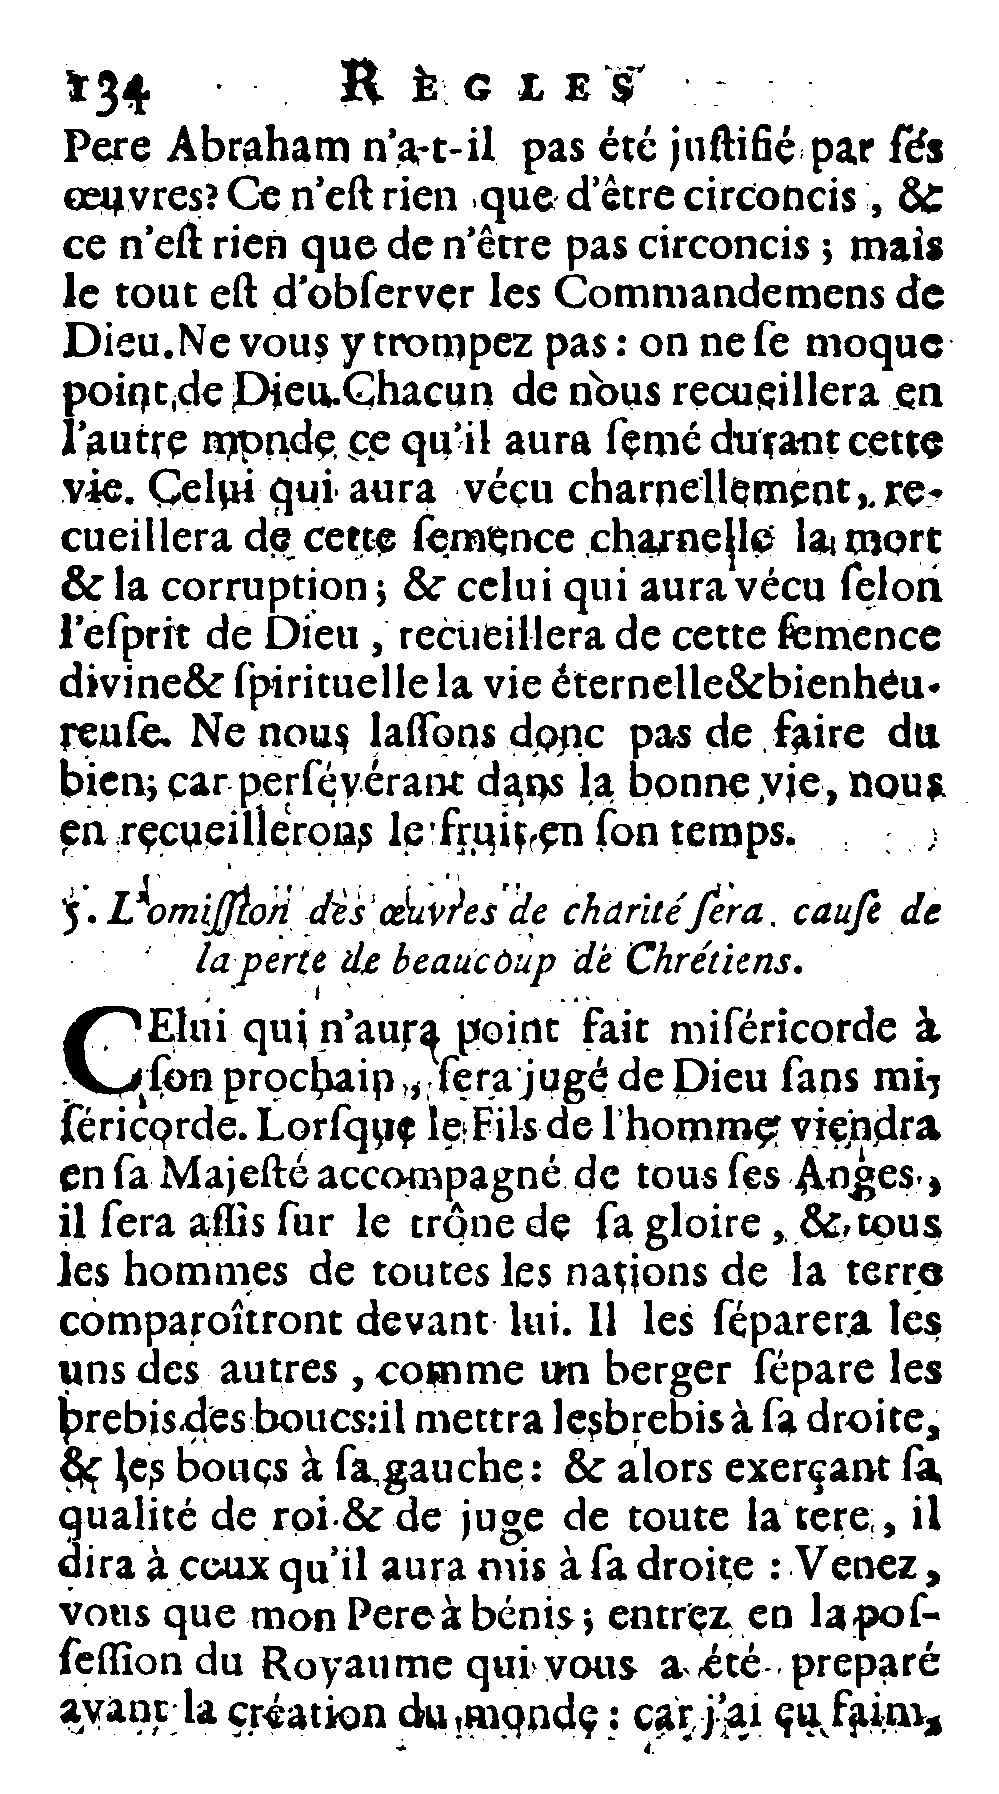 134 RÈGLES
Pere Abraham n'a-t-il pas été juſtifié par ſés
œuvres? Ce n'eſt rien que d'être circoncis, &
ce n'eſt rien que de n'être pas circoncis; mais
le tout eſt d'obſerver les Commandemens de
Dieu. Ne vous y trompez pas: on ne ſe moque
point de Dieu. Chacun de nous recueillera en
l'autre monde ce qu'il aura ſemé durant cette
vie. Celui qui aura vécu charnellement, re-
cueillera de cette ſemence charnelle la mort
& la corruption; & celui qui aura vécu ſelon
l'eſprit de Dieu, recueillera de cette ſemence
divine & ſpirituelle la vie éternelle & bienheu-
reuſe. Ne nous laſſons donc pas de faire du
bien; car perſévérant dans la bonne vie, nous
en recueillerons le fruit en ſon temps.
5. L'omiſſion des œuvres de charité ſera cauſe de
la perte de beaucoup de Chrétiens.
CElui qui n'aura point fait miſéricorde à
ſon prochain, ſera jugé de Dieu ſans mi-
ſéricorde. Lorſque le Fils de l'homme viendra
en ſa Majeſté accompagné de tous ſes Anges,
il ſera aſſis ſur le trône de ſa gloire, & tous
les hommes de toutes les nations de la terre
comparoîtront devant lui. Il les ſéparera les
uns des autres, comme un berger ſépare les
brebis des boucs: il mettra les brebis à ſa droite,
& les boucs à ſa gauche: & alors exerçant ſa
qualité de roi & de juge de toute la tere, il
dira à ceux qu'il aura mis à ſa droite: Venez,
vous que mon Pere à bénis; entrez en la poſ-
ſeſſion du Royaume qui vous a été preparé
avant la création du monde: car j'ai eu faim,